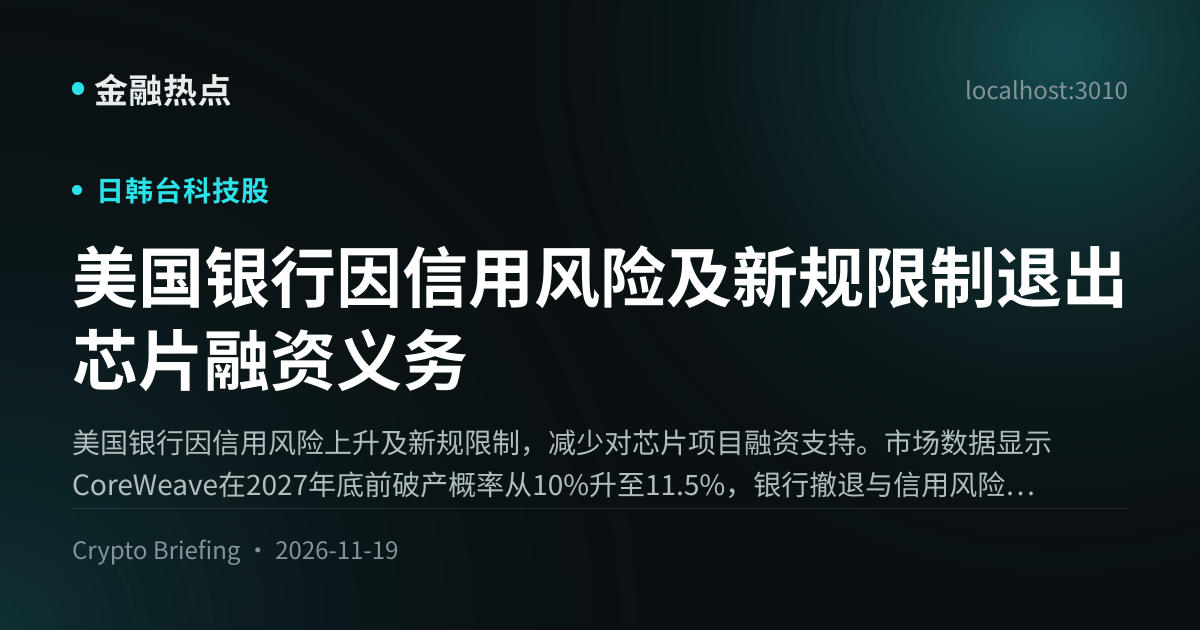 金融热点
localhost:3010
日韩台科技股
美国银行因信用风险及新规限制退出
芯片融资义务
美国银行因信用风险上升及新规限制，减少对芯片项目融资支持。市场数据显示
CoreWeave在2027年底前破产概率从10%升至11.5%，银行撤退与信用风险…
Crypto Briefing • 2026-11-19